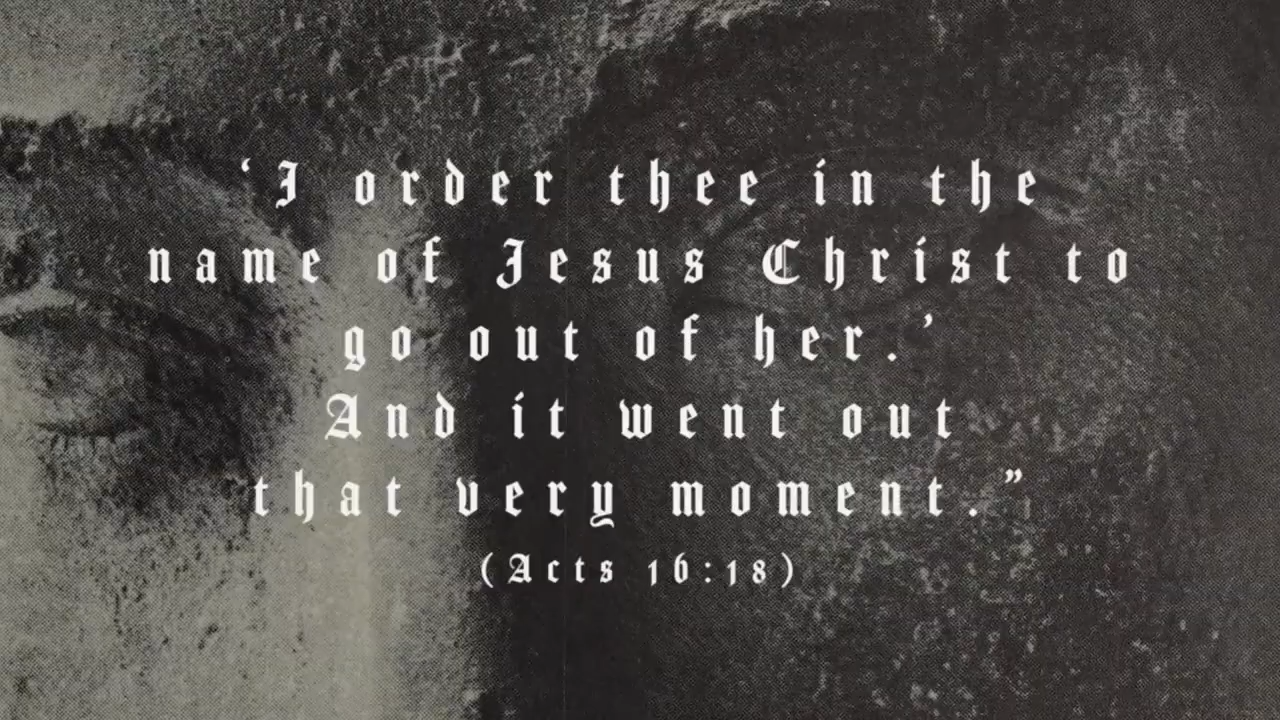 ‘I order thee in the
name of Jesus Christ to
go out of her.’
And it went out
that very moment.”
(Acts 16:18)